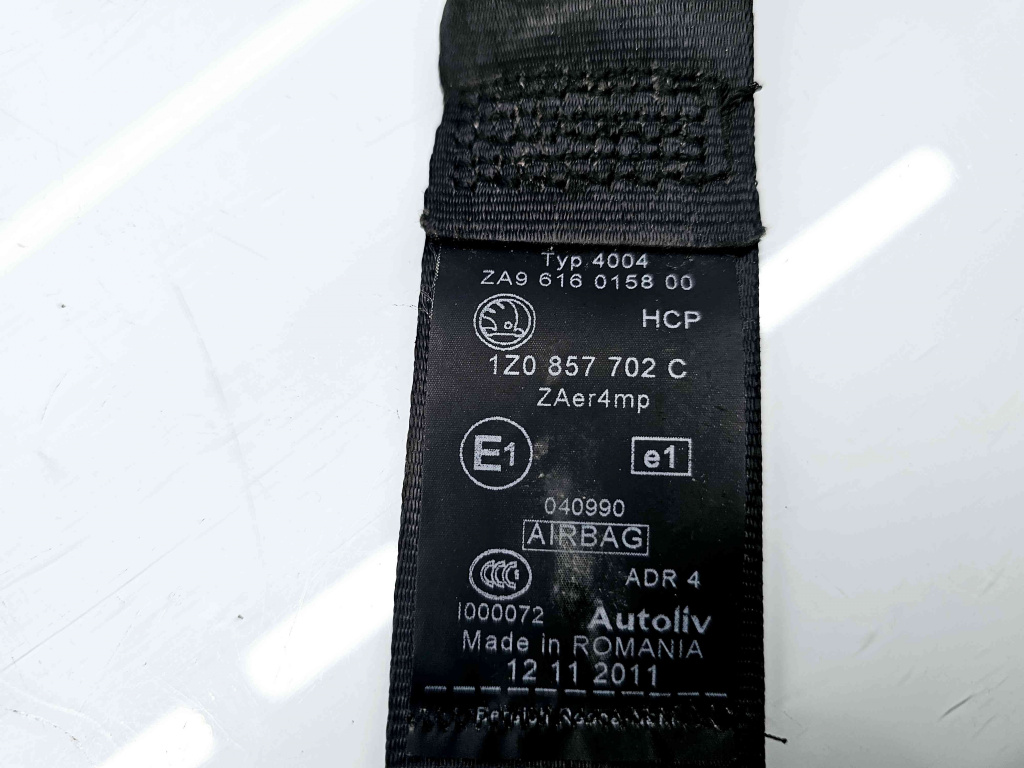 Typ 4004
ZA9 616 0158 00
HCP
1Z0 857 702 C
ZAer4mp
E1 e1
040990
AIRBAG
CCC ADR 4
I000072 Autoliv
Made in ROMANIA
12 11 2011